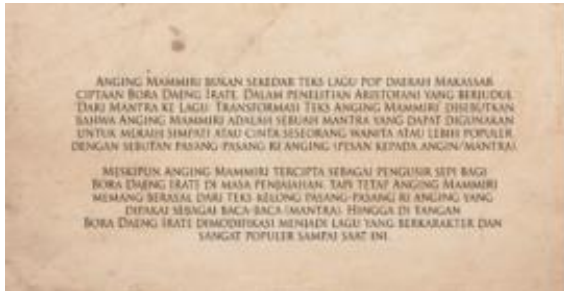 ANGING MAMMIRI BUKAN SEKEDAR TEKS LAGU POP DAERAH MAKASSAR
CIPTAAN BORA DAENG IRATE. DALAM PENELITIAN ARISTOFANI YANG BERJUDUL
'DARI MANTRA KE LAGU: TRANSFORMASI TEKS ANGING MAMMIRI' DISEBUTKAN
BAHWA ANGING MAMMIRI ADALAH SEBUAH MANTRA YANG DAPAT DIGUNAKAN
UNTUK MERAIH SIMPATI ATAU CINTA SESEORANG WANITA ATAU LEBIH POPULER
DENGAN SEBUTAN PASANG-PASANG RI ANGING (PESAN KEPADA ANGIN/MANTRA).
MESKIPUN ANGING MAMMIRI TERCIPTA SEBAGAI PENGUSIR SEPI BAGI
BORA DAENG IRATE DI MASA PENJAJAHAN. TAPI TETAP ANGING MAMMIRI
MEMANG BERASAL DARI TEKS KELONG PASANG-PASANG RI ANGING YANG
DIPAKAI SEBAGAI BACA-BACA (MANTRA). HINGGA DI TANGAN
BORA DAENG IRATE DIMODIFIKASI MENJADI LAGU YANG BERKARAKTER DAN
SANGAT POPULER SAMPAI SAAT INI.